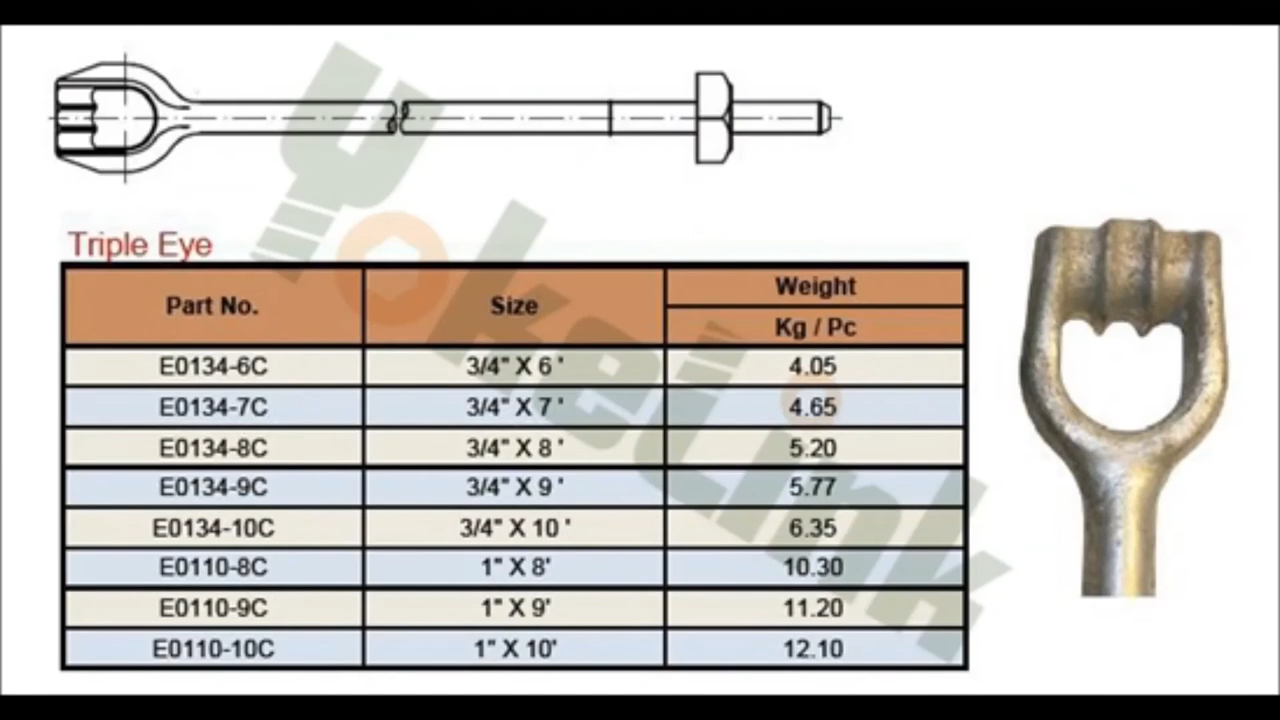 YokeLink
Triple Eye
Part No. Size Weight
Kg / Pc
E0134-6C 3/4" X 6 ' 4.05
E0134-7C 3/4" X 7 ' 4.65
E0134-8C 3/4" X 8 ' 5.20
E0134-9C 3/4" X 9 ' 5.77
E0134-10C 3/4" X 10 ' 6.35
E0110-8C 1" X 8' 10.30
E0110-9C 1" X 9' 11.20
E0110-10C 1" X 10' 12.10